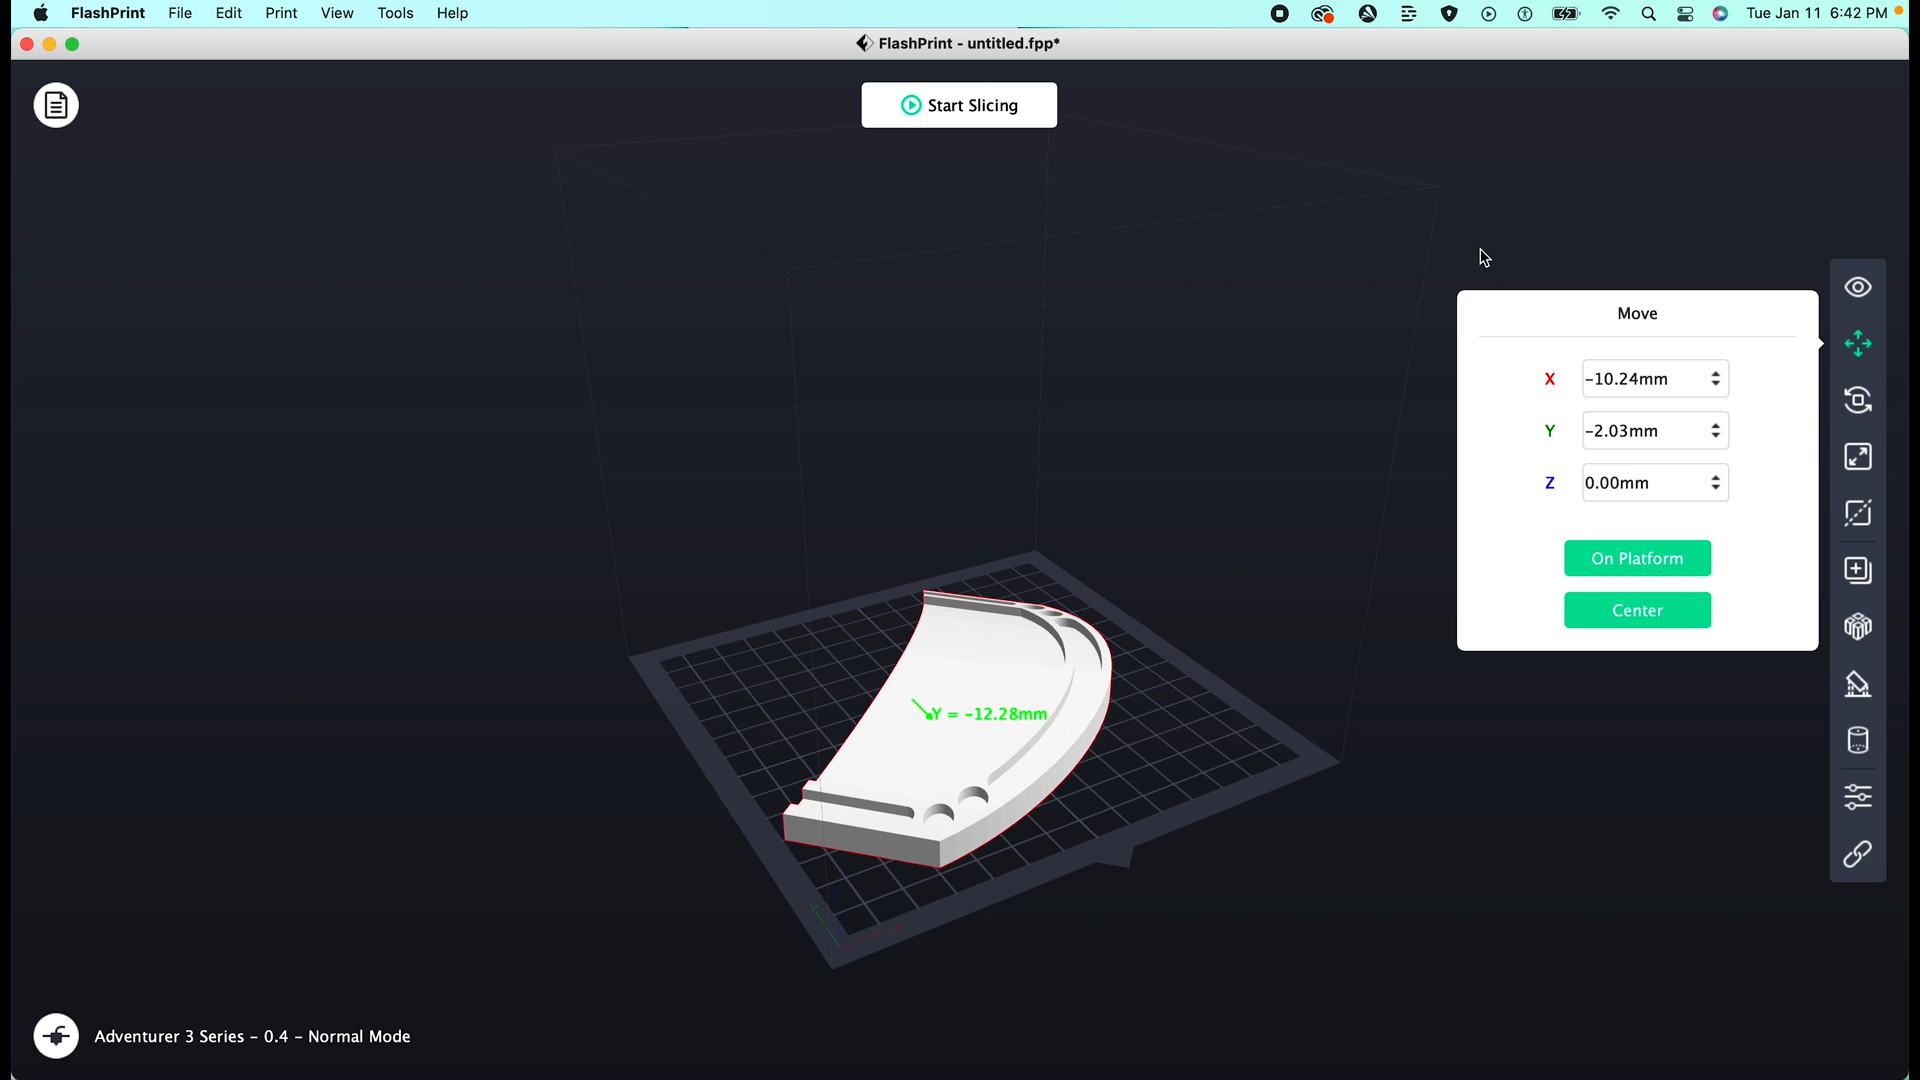 FlashPrint File Edit Print View Tools Help Tue Jan 11 6:42 PM
FlashPrint - untitled.fpp*
Start Slicing
Move
X -10.24mm
Y -2.03mm
Z 0.00mm
On Platform
Center
Y = -12.28mm
Adventurer 3 Series - 0.4 - Normal Mode